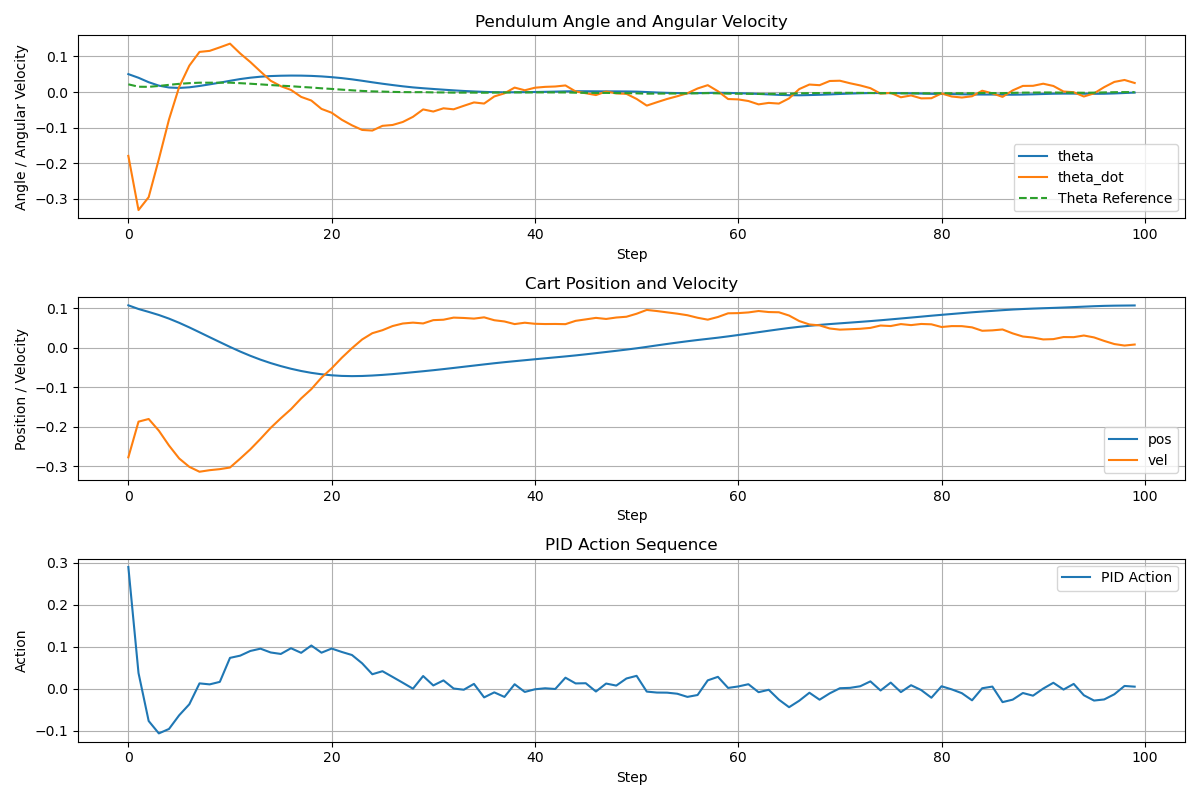 Pendulum Angle and Angular Velocity
Angle / Angular Velocity
0.1
0.0
−0.1
−0.2
−0.3
theta
theta_dot
Theta Reference
0 20 40 60 80 100
Step
Cart Position and Velocity
Position / Velocity
0.1
0.0
−0.1
−0.2
−0.3
pos
vel
0 20 40 60 80 100
Step
PID Action Sequence
Action
0.3
0.2
0.1
0.0
−0.1
PID Action
0 20 40 60 80 100
Step